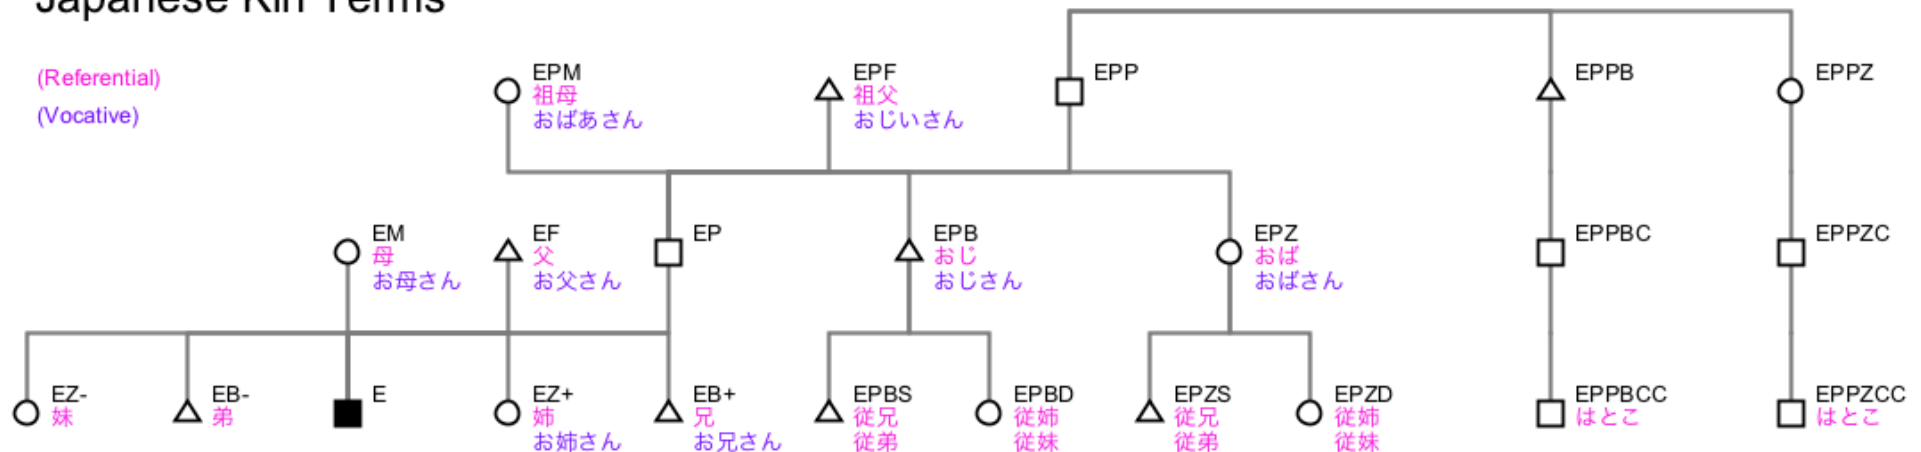 Japanese Kin Terms
(Referential)
(Vocative)
EPM
祖母
おばあさん
EPF
祖父
おじいさん
EPP
EPPB
EPPZ
EM
母
お母さん
EF
父
お父さん
EP
EPB
おじ
おじさん
EPZ
おば
おばさん
EPPBC
EPPZC
EZ-
妹
EB-
弟
E
EZ+
姉
お姉さん
EB+
兄
お兄さん
EPBS
従兄
従弟
EPBD
従姉
従妹
EPZS
従兄
従弟
EPZD
従姉
従妹
EPPBCC
はとこ
EPPZCC
はとこ